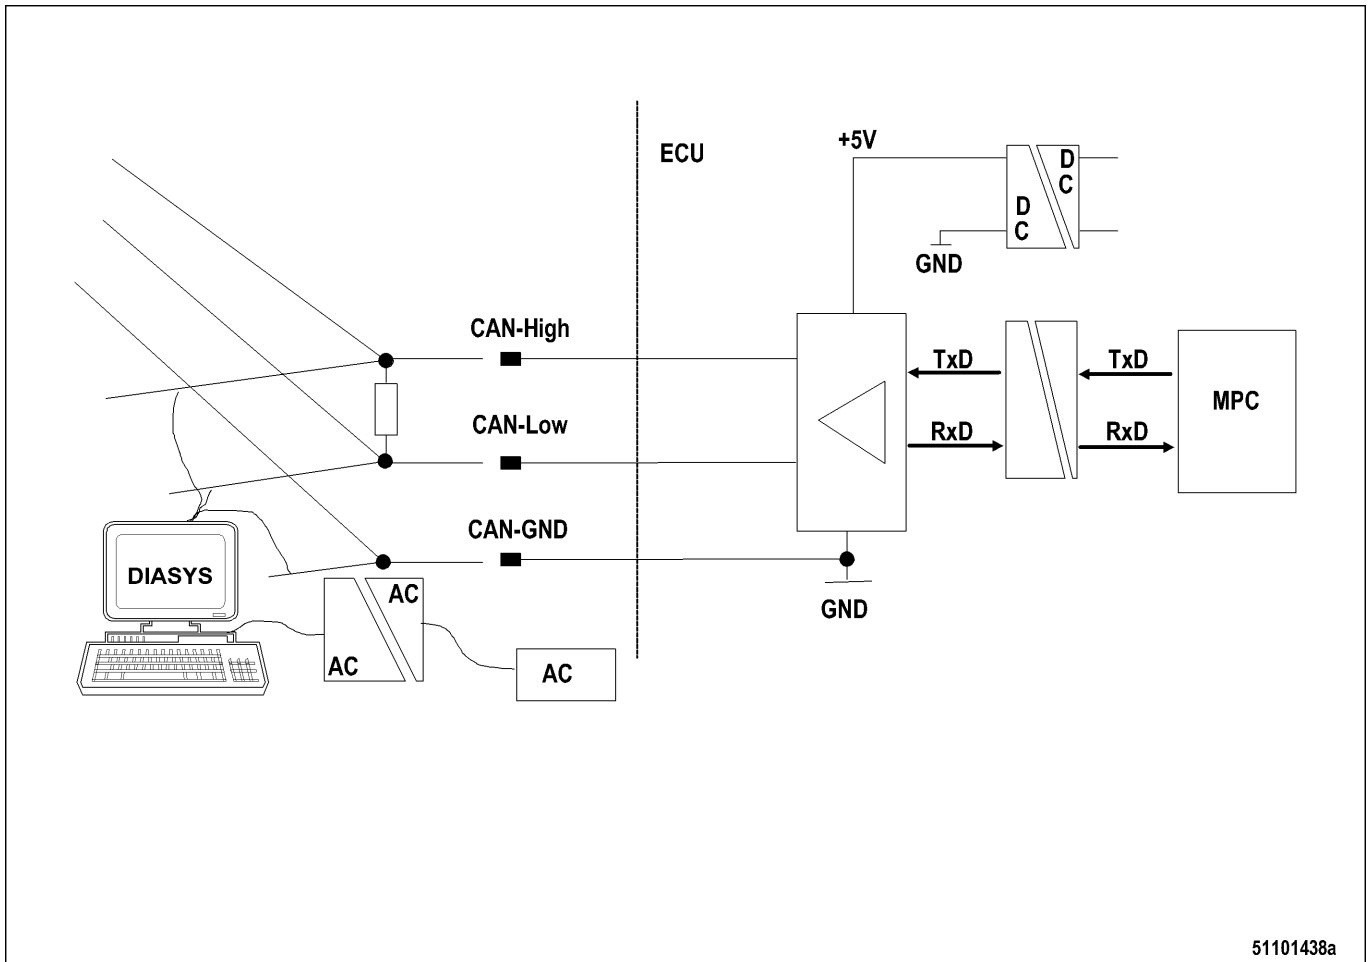 +5V
ECU
D
C
D
C
GND
CAN-High
TxD
TxD
MPC
CAN-Low
RxD
RxD
CAN-GND
DIASYS
AC
GND
AC
AC
51101438a